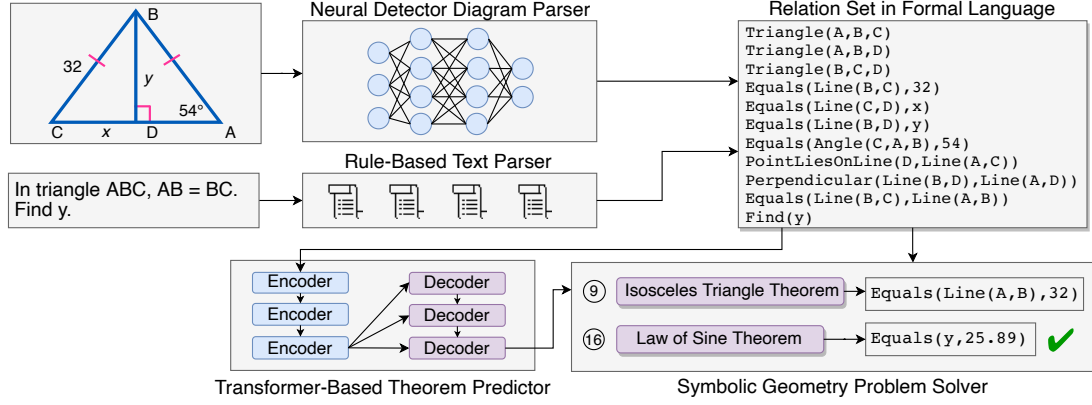 Neural Detector Diagram Parser
Relation Set in Formal Language
B
32
y
54°
C
x
D
A
Triangle(A,B,C)
Triangle(A,B,D)
Triangle(B,C,D)
Equals(Line(B,C),32)
Equals(Line(C,D),x)
Equals(Line(B,D),y)
Equals(Angle(C,A,B),54)
PointLiesOnLine(D,Line(A,C))
Perpendicular(Line(B,D),Line(A,D))
Equals(Line(B,C),Line(A,B))
Find(y)
Rule-Based Text Parser
In triangle ABC, AB = BC.
Find y.
Encoder
Encoder
Encoder
Decoder
Decoder
Decoder
Transformer-Based Theorem Predictor
9 Isosceles Triangle Theorem
Equals(Line(A,B),32)
16 Law of Sine Theorem
Equals(y,25.89)
Symbolic Geometry Problem Solver